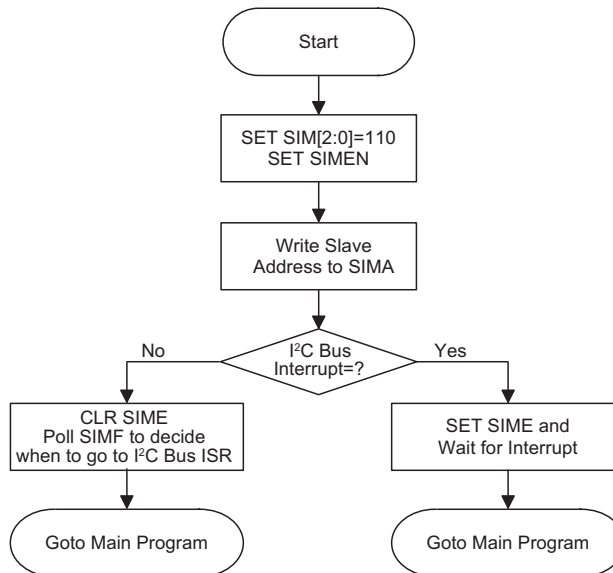 Start
SET SIM[2:0]=110
SET SIMEN
Write Slave
Address to SIMA
I²C Bus
Interrupt=?
No
Yes
CLR SIME
Poll SIMF to decide
when to go to I²C Bus ISR
SET SIME and
Wait for Interrupt
Goto Main Program
Goto Main Program